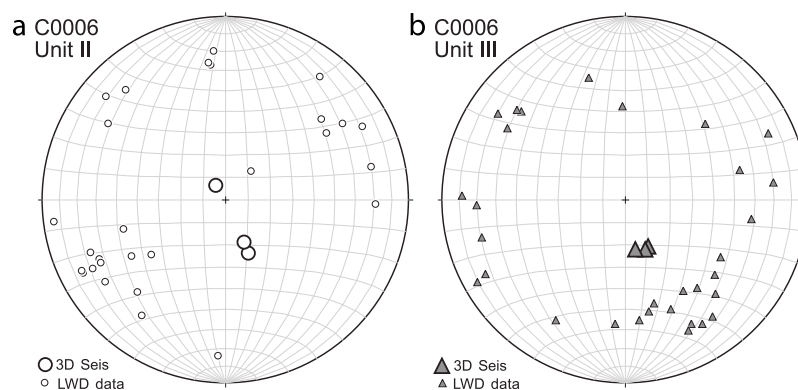 a C0006
Unit II
3D Seis
LWD data
b C0006
Unit III
3D Seis
LWD data